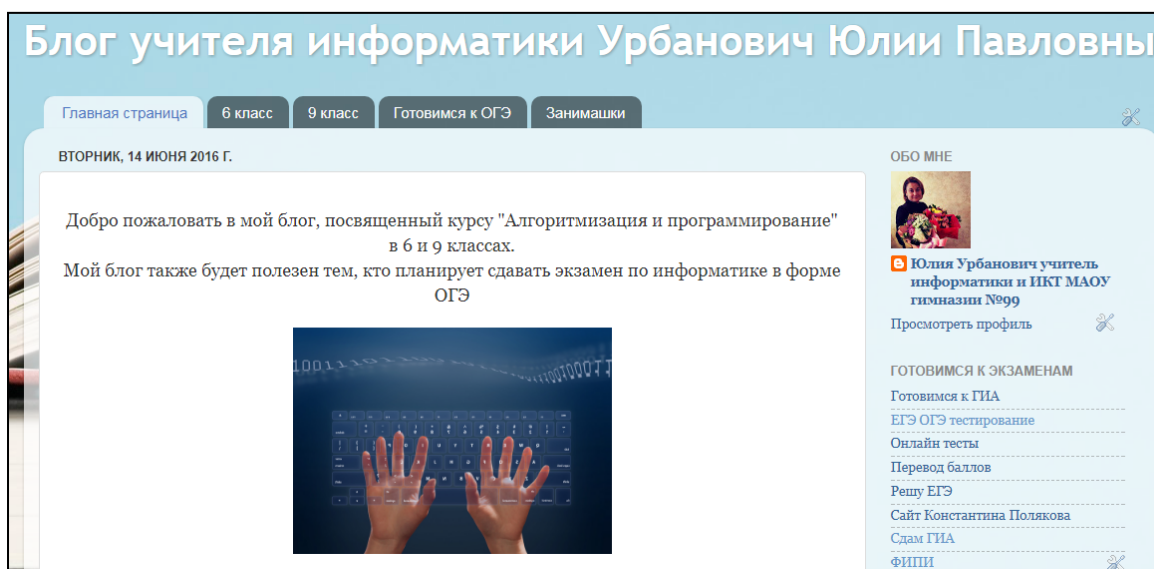 Блог учителя информатики Урбанович Юлии Павловны
Главная страница
6 класс
9 класс
Готовимся к ОГЭ
Занимашки
ВТОРНИК, 14 ИЮНЯ 2016 Г.
Добро пожаловать в мой блог, посвященный курсу "Алгоритмизация и программирование"
в 6 и 9 классах.
Мой блог также будет полезен тем, кто планирует сдавать экзамен по информатике в форме
ОГЭ
ОБО МНЕ
Юлия Урбанович учитель
информатики и ИКТ МАОУ
гимназии №99
Просмотреть профиль
ГОТОВИМСЯ К ЭКЗАМЕНАМ
Готовимся к ГИА
ЕГЭ ОГЭ тестирование
Онлайн тесты
Перевод баллов
Решу ЕГЭ
Сайт Константина Полякова
Сдам ГИА
ФИПИ